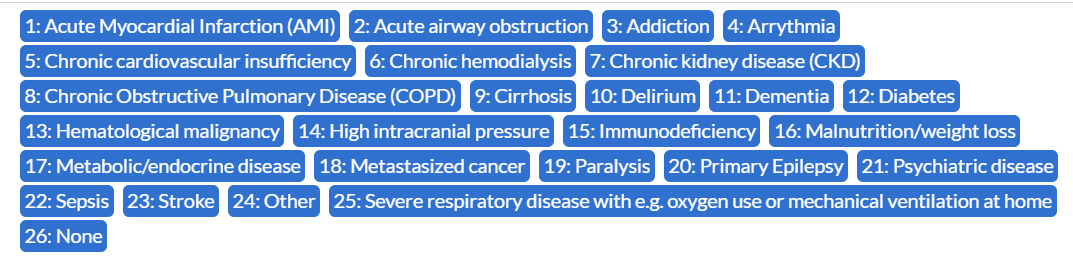 1: Acute Myocardial Infarction (AMI) 2: Acute airway obstruction 3: Addiction 4: Arrythmia
5: Chronic cardiovascular insufficiency 6: Chronic hemodialysis 7: Chronic kidney disease (CKD)
8: Chronic Obstructive Pulmonary Disease (COPD) 9: Cirrhosis 10: Delirium 11: Dementia 12: Diabetes
13: Hematological malignancy 14: High intracranial pressure 15: Immunodeficiency 16: Malnutrition/weight loss
17: Metabolic/endocrine disease 18: Metastasized cancer 19: Paralysis 20: Primary Epilepsy 21: Psychiatric disease
22: Sepsis 23: Stroke 24: Other 25: Severe respiratory disease with e.g. oxygen use or mechanical ventilation at home
26: None